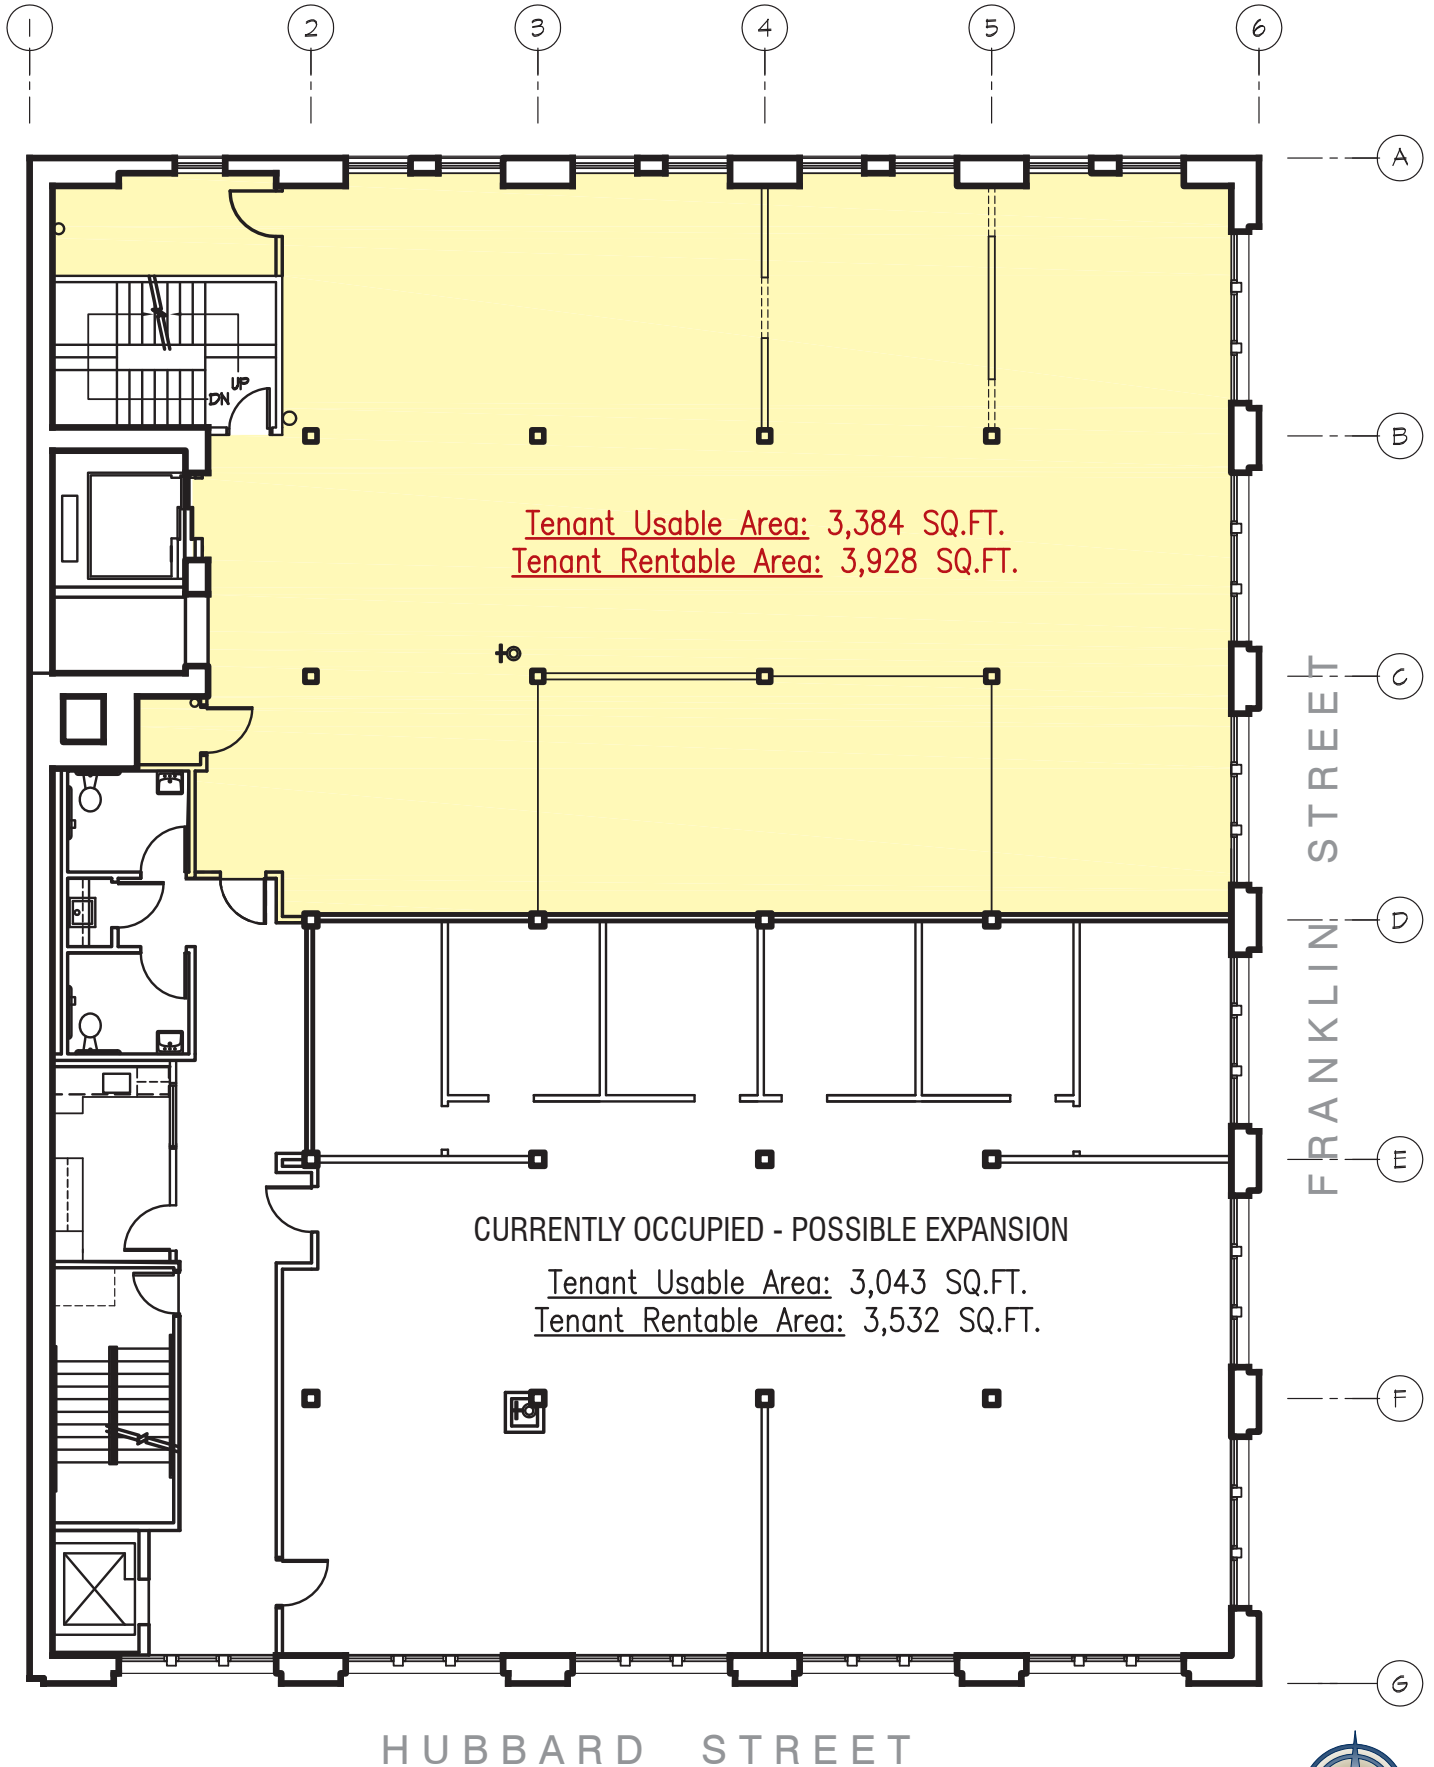 1 2 3 4 5 6
A
UP
DN
B
Tenant Usable Area: 3,384 SQ.FT.
Tenant Rentable Area: 3,928 SQ.FT.
C
FRANKLIN STREET
D
E
CURRENTLY OCCUPIED - POSSIBLE EXPANSION
Tenant Usable Area: 3,043 SQ.FT.
Tenant Rentable Area: 3,532 SQ.FT.
F
G
HUBBARD STREET